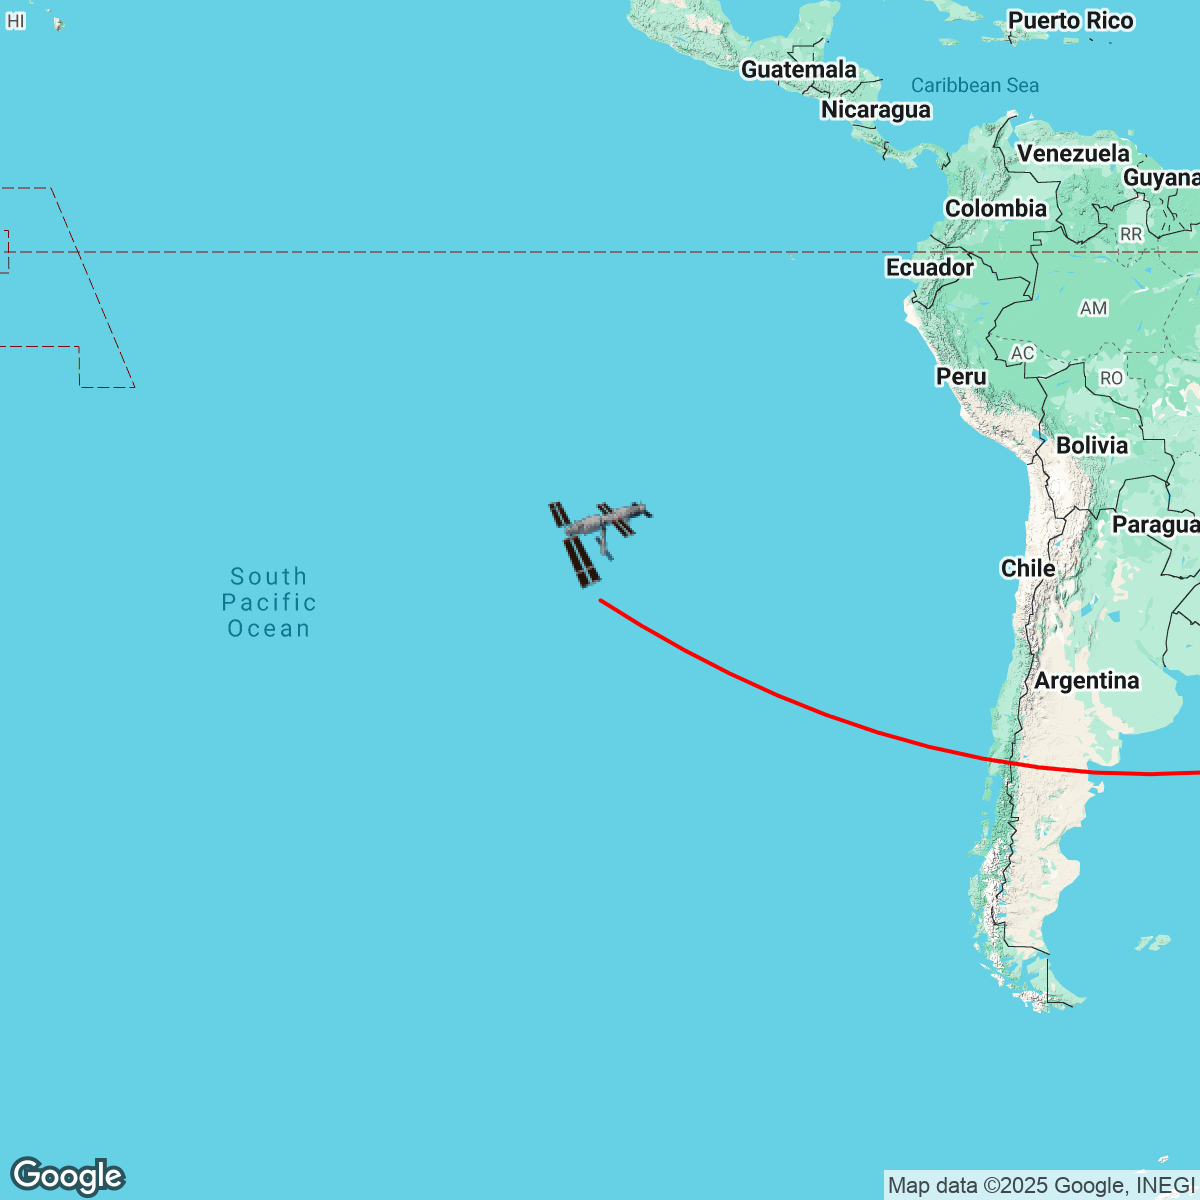 HI
Puerto Rico
Guatemala
Caribbean Sea
Nicaragua
Venezuela
Guyana
Colombia
RR
Ecuador
AM
AC
Peru
RO
Bolivia
Paragua
Chile
South
Pacific
Ocean
Argentina
Google
Map data ©2025 Google, INEGI